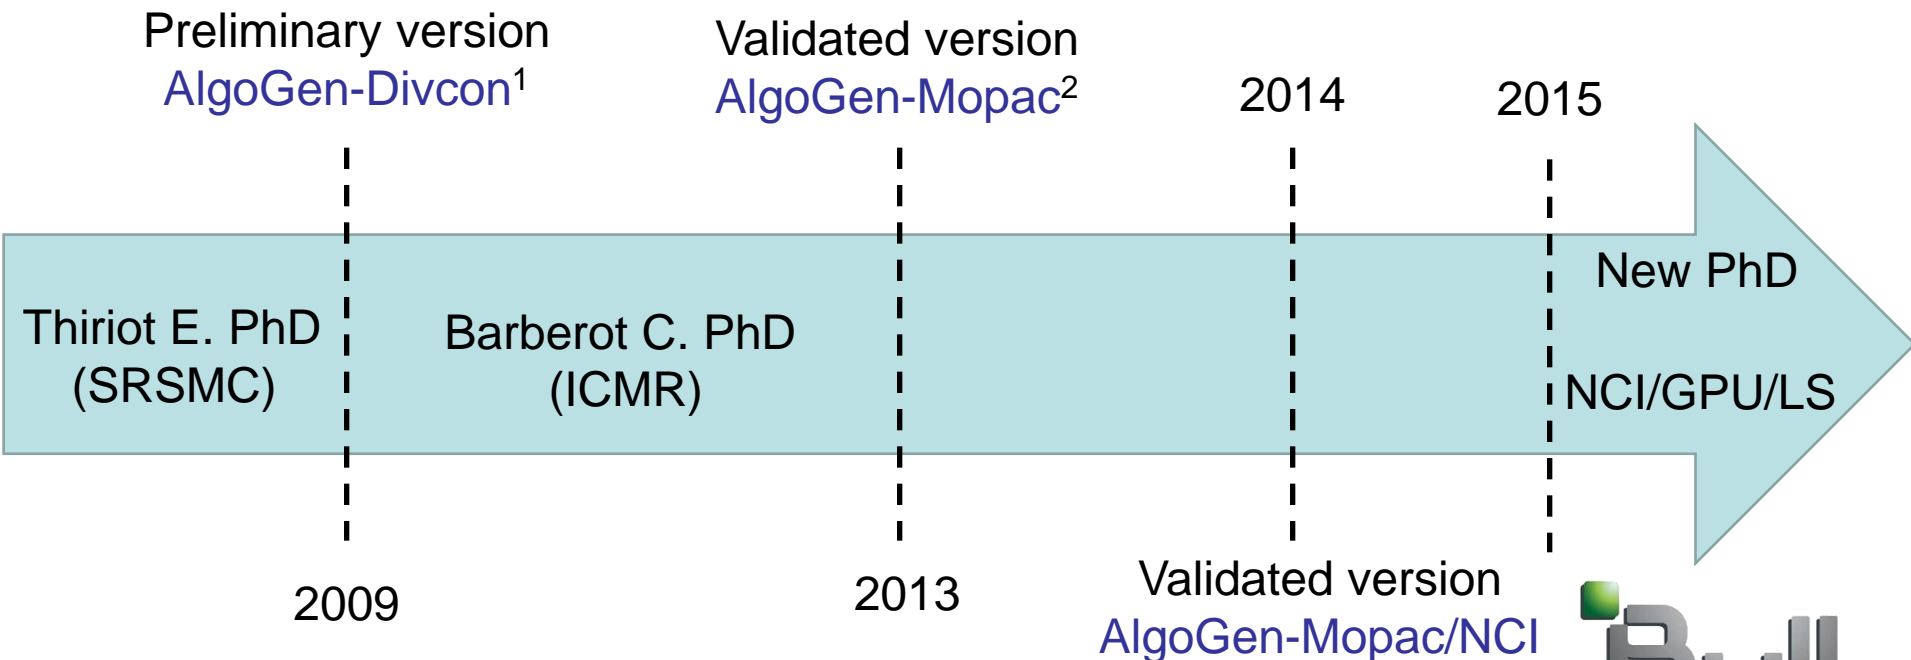 Preliminary version
AlgoGen-Divcon¹
Validated version
AlgoGen-Mopac²
2014
2015
Thiriot E. PhD
(SRSMC)
Barberot C. PhD
(ICMR)
New PhD
NCI/GPU/LS
2009
2013
Validated version
AlgoGen-Mopac/NCI